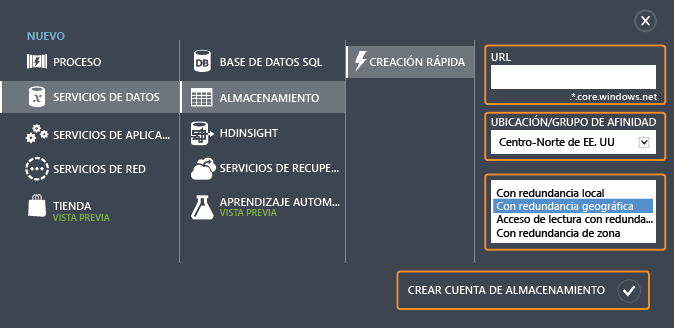 NUEVO
PROCESO
SERVICIOS DE DATOS
SERVICIOS DE APLICA...
SERVICIOS DE RED
TIENDA
VISTA PREVIA
DB
BASE DE DATOS SQL
ALMACENAMIENTO
HDINSIGHT
SERVICIOS DE RECUPE...
APRENDIZAJE AUTOM...
VISTA PREVIA
CREACIÓN RÁPIDA
URL
.*.core.windows.net
UBICACIÓN/GRUPO DE AFINIDAD
Centro-Norte de EE. UU
Con redundancia local
Con redundancia geográfica
Acceso de lectura con redunda...
Con redundancia de zona
CREAR CUENTA DE ALMACENAMIENTO